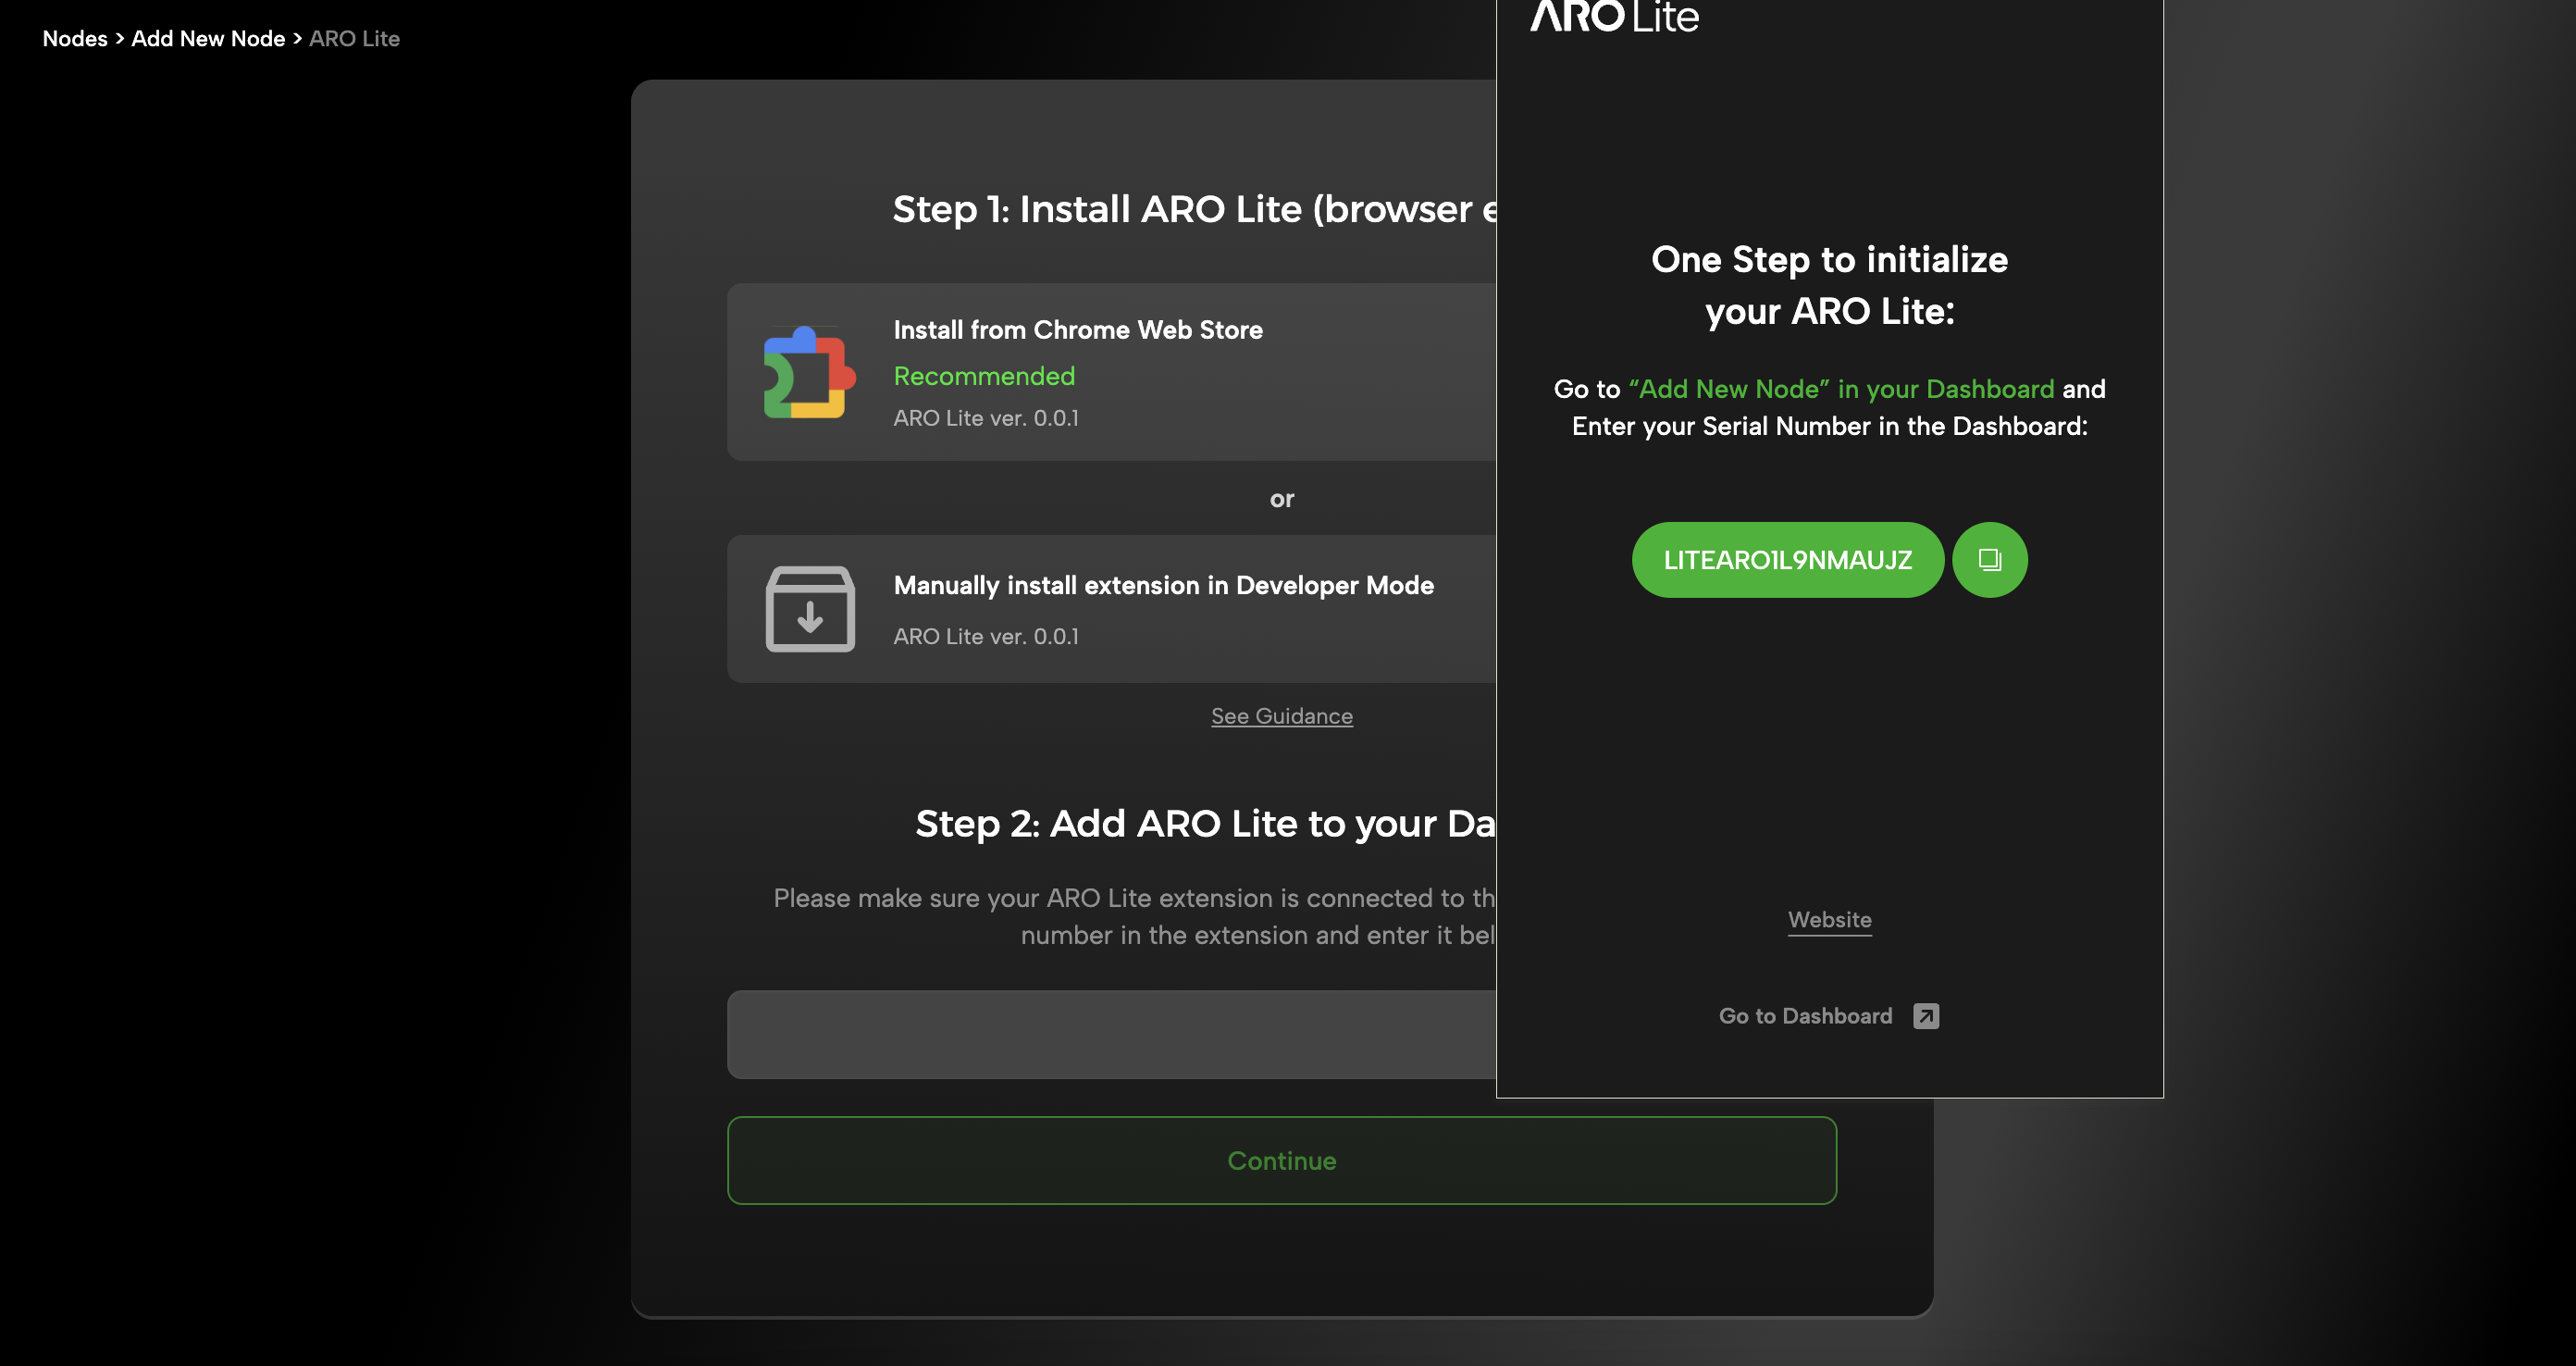 Nodes > Add New Node > ARO Lite
Step 1: Install ARO Lite (browser e
Install from Chrome Web Store
Recommended
ARO Lite ver. 0.0.1
or
Manually install extension in Developer Mode
ARO Lite ver. 0.0.1
See Guidance
Step 2: Add ARO Lite to your Da
Please make sure your ARO Lite extension is connected to th
number in the extension and enter it bel
Continue
ARO Lite
One Step to initialize
your ARO Lite:
Go to “Add New Node” in your Dashboard and
Enter your Serial Number in the Dashboard:
LITEARO1L9NMAUJZ
Website
Go to Dashboard